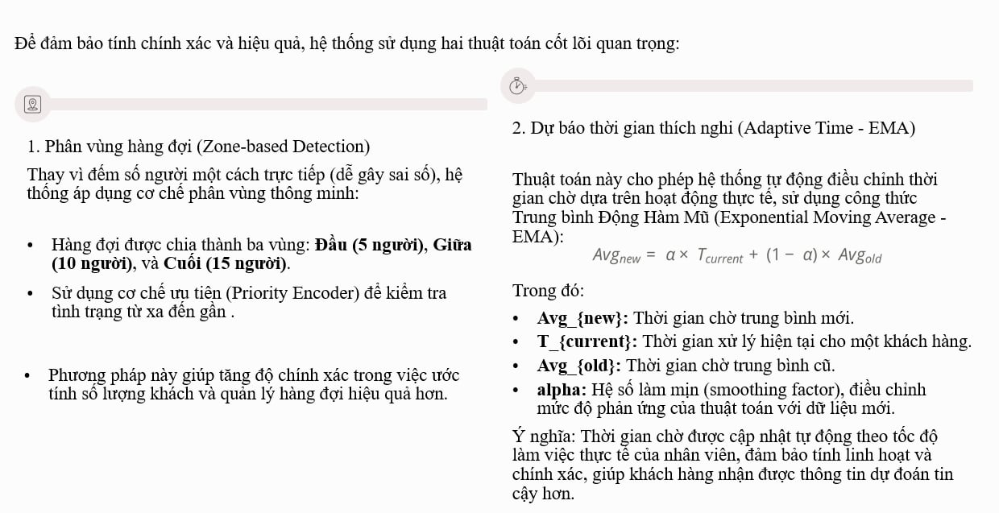 Để đảm bảo tính chính xác và hiệu quả, hệ thống sử dụng hai thuật toán cốt lõi quan trọng:
1. Phân vùng hàng đợi (Zone-based Detection)
Thay vì đếm số người một cách trực tiếp (dễ gây sai số), hệ
thống áp dụng cơ chế phân vùng thông minh:
• Hàng đợi được chia thành ba vùng: Đầu (5 người), Giữa
(10 người), và Cuối (15 người).
• Sử dụng cơ chế ưu tiên (Priority Encoder) để kiểm tra
tình trạng từ xa đến gần .
• Phương pháp này giúp tăng độ chính xác trong việc ước
tính số lượng khách và quản lý hàng đợi hiệu quả hơn.
2. Dự báo thời gian thích nghi (Adaptive Time - EMA)
Thuật toán này cho phép hệ thống tự động điều chỉnh thời
gian chờ dựa trên hoạt động thực tế, sử dụng công thức
Trung bình Động Hàm Mũ (Exponential Moving Average -
EMA):
Avg_new = α × T_current + (1 − α) × Avg_old
Trong đó:
• Avg_{new}: Thời gian chờ trung bình mới.
• T_{current}: Thời gian xử lý hiện tại cho một khách hàng.
• Avg_{old}: Thời gian chờ trung bình cũ.
• alpha: Hệ số làm mịn (smoothing factor), điều chỉnh
mức độ phản ứng của thuật toán với dữ liệu mới.
Ý nghĩa: Thời gian chờ được cập nhật tự động theo tốc độ
làm việc thực tế của nhân viên, đảm bảo tính linh hoạt và
chính xác, giúp khách hàng nhận được thông tin dự đoán tin
cậy hơn.